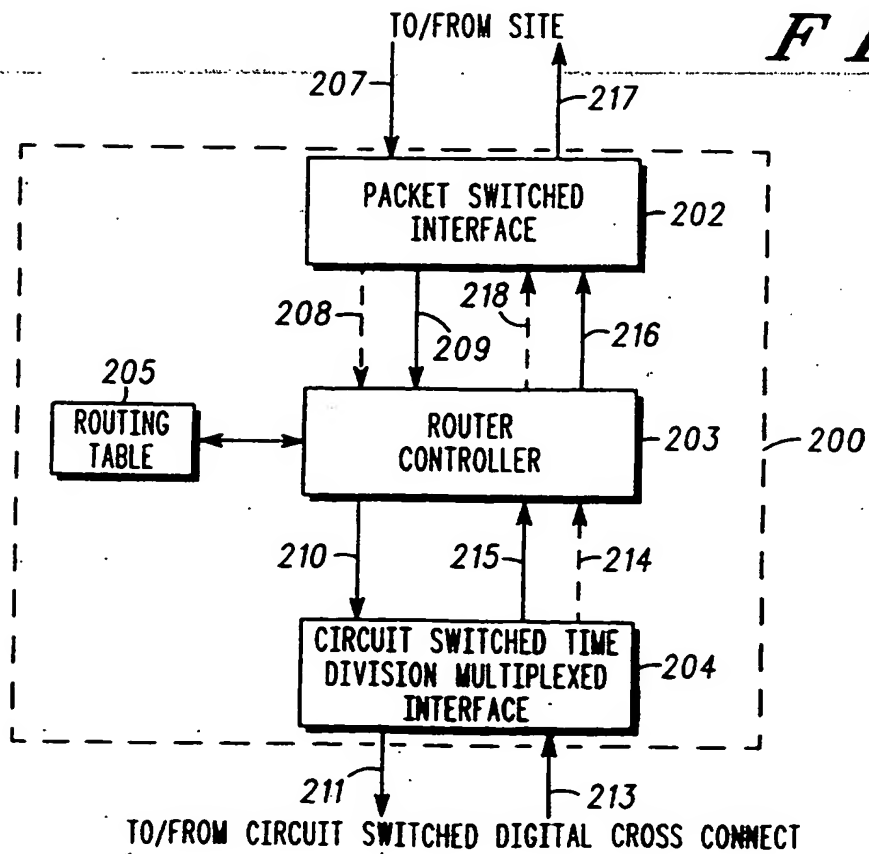 TO/FROM SITE
F
207
217
PACKET SWITCHED
INTERFACE
202
208
209
218
216
205
ROUTING
TABLE
ROUTER
CONTROLLER
203
200
210
215
214
CIRCUIT SWITCHED TIME
DIVISION MULTIPLEXED
INTERFACE
204
211
213
TO/FROM CIRCUIT SWITCHED DIGITAL CROSS CONNECT